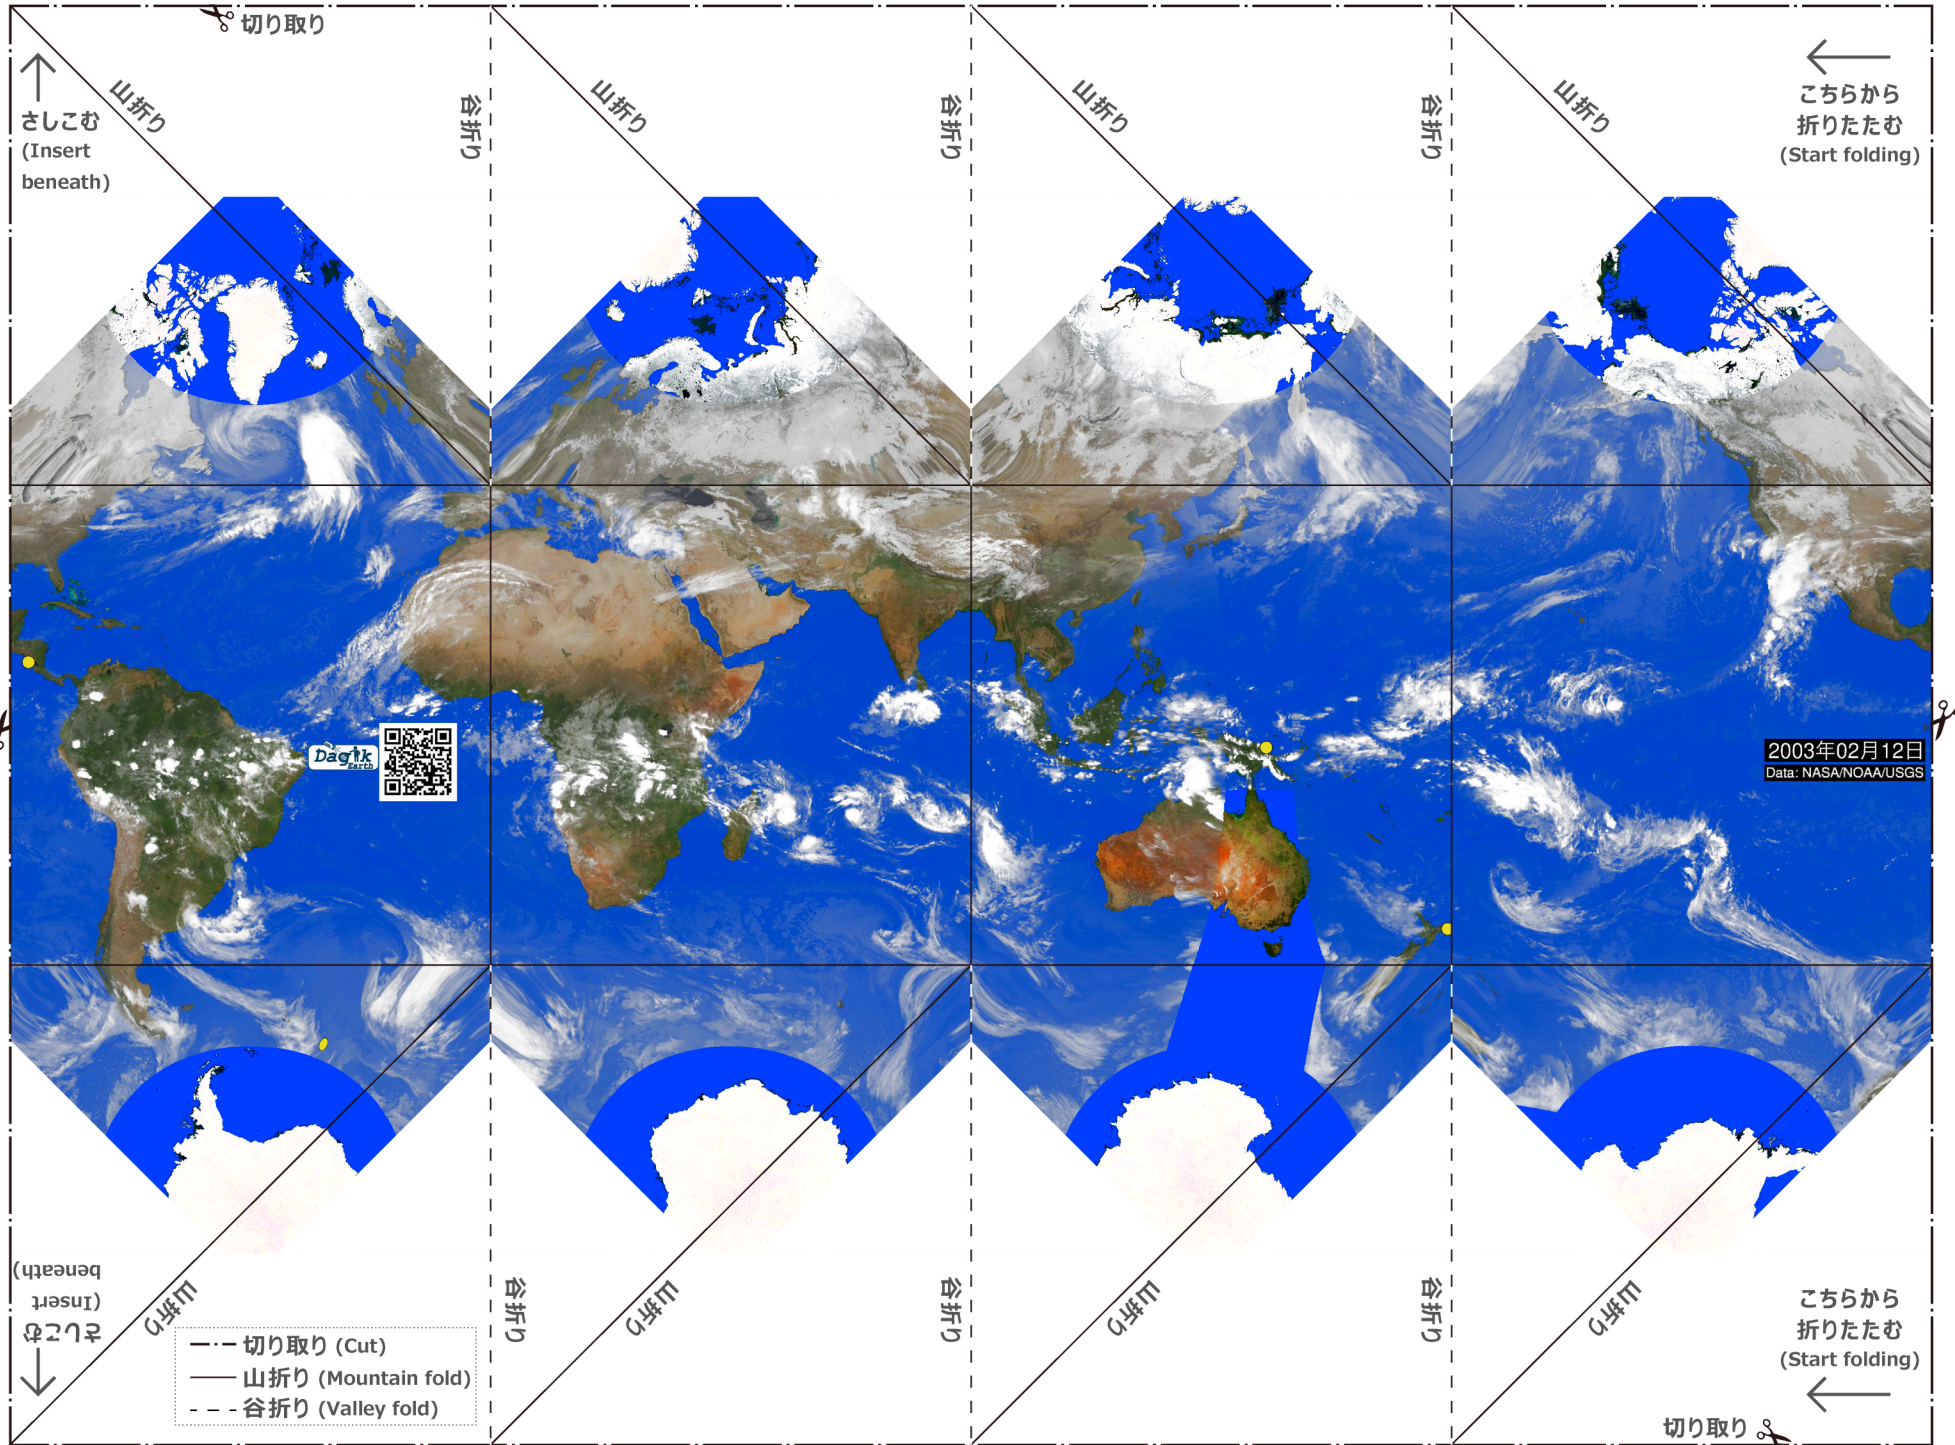 切り取り
山折り
谷折り
山折り
谷折り
山折り
谷折り
山折り
さしこむ
(Insert
beneath)
こちらから
折りたたむ
(Start folding)
Dagik
Earth
2003年02月12日
Data: NASA/NOAA/USGS
さしこむ
(Insert
beneath)
山折り
谷折り
山折り
谷折り
山折り
谷折り
山折り
こちらから
折りたたむ
(Start folding)
切り取り (Cut)
山折り (Mountain fold)
谷折り (Valley fold)
切り取り